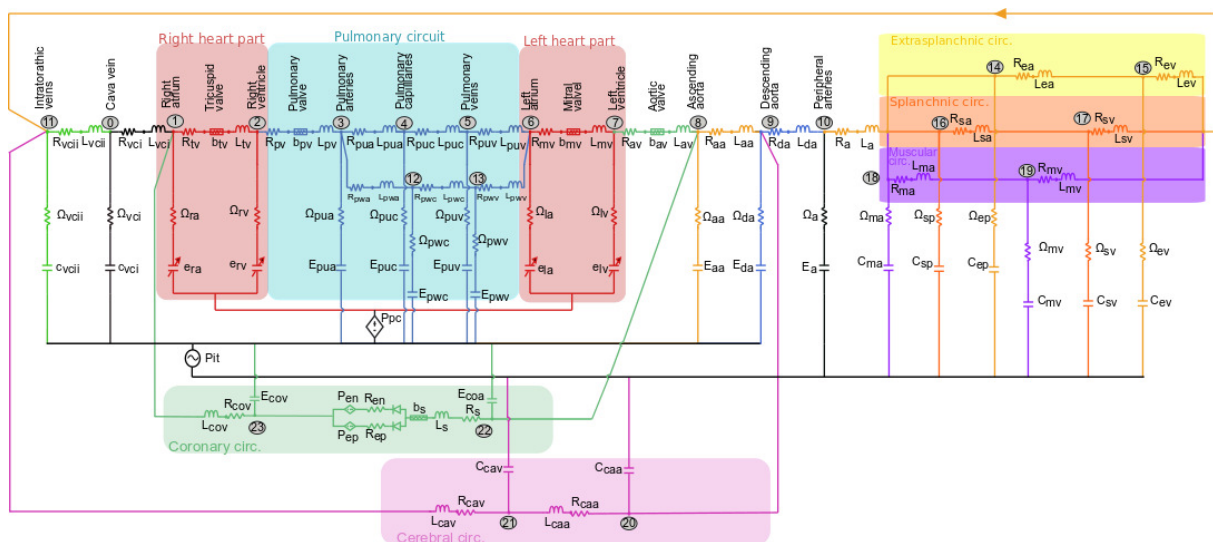 Right heart part
Pulmonary circuit
Left heart part
Extrasplanchnic circ.
Splanchnic circ.
Muscular
circ.
Intratorathic
veins
Cava vein
Right
atrium
Tricuspid
valve
Right
ventricle
Pulmonary
valve
Pulmonary
arteries
Pulmonary
capillaries
Pulmonary
veins
Left
atrium
Mitral
valve
Left
ventricle
Aortic
valve
Ascending
aorta
Descending
aorta
Peripheral
arteries
14 15
Rea Lea Rev Lev
11 0 1 2 3 4 5 6 7 8 9 10
16 Rsa Lsa 17 Rsv Lsv
Rvcii Lvcii Rvci Lvci Rtv btv Ltv Rpv bpv Lpv Rpua Lpua Rpuc Lpuc Rpuv Lpuv Rmv bmv Lmv Rav bav Lav Raa Laa Rda Lda Ra La
18 Rma Lma 19 Rmv Lmv
12 13
Rpwa Lpwa Rpwc Lpwc Rpwv Lpwv
Ωvcii Ωvci Ωra Ωrv Ωpua Ωpuc Ωpuv Ωla Ωlv Ωaa Ωda Ωa Ωma Ωsp Ωep
Ωpwc Ωpwv Ωmv Ωsv Ωev
cvcii cvci era erv Epua Epuc Epuv ela elv Eaa Eda Ea Cma Csp Cep
Epwc Epwv Cmv Csv Cev
Ppc
Pit
Ecov Ecoa
Lcov Rcov 23 Pen Ren bs Ls Rs 22
Pep Rep
Coronary circ.
Ccav Ccaa
Lcav Rcav 21 Lcaa Rcaa 20
Cerebral circ.